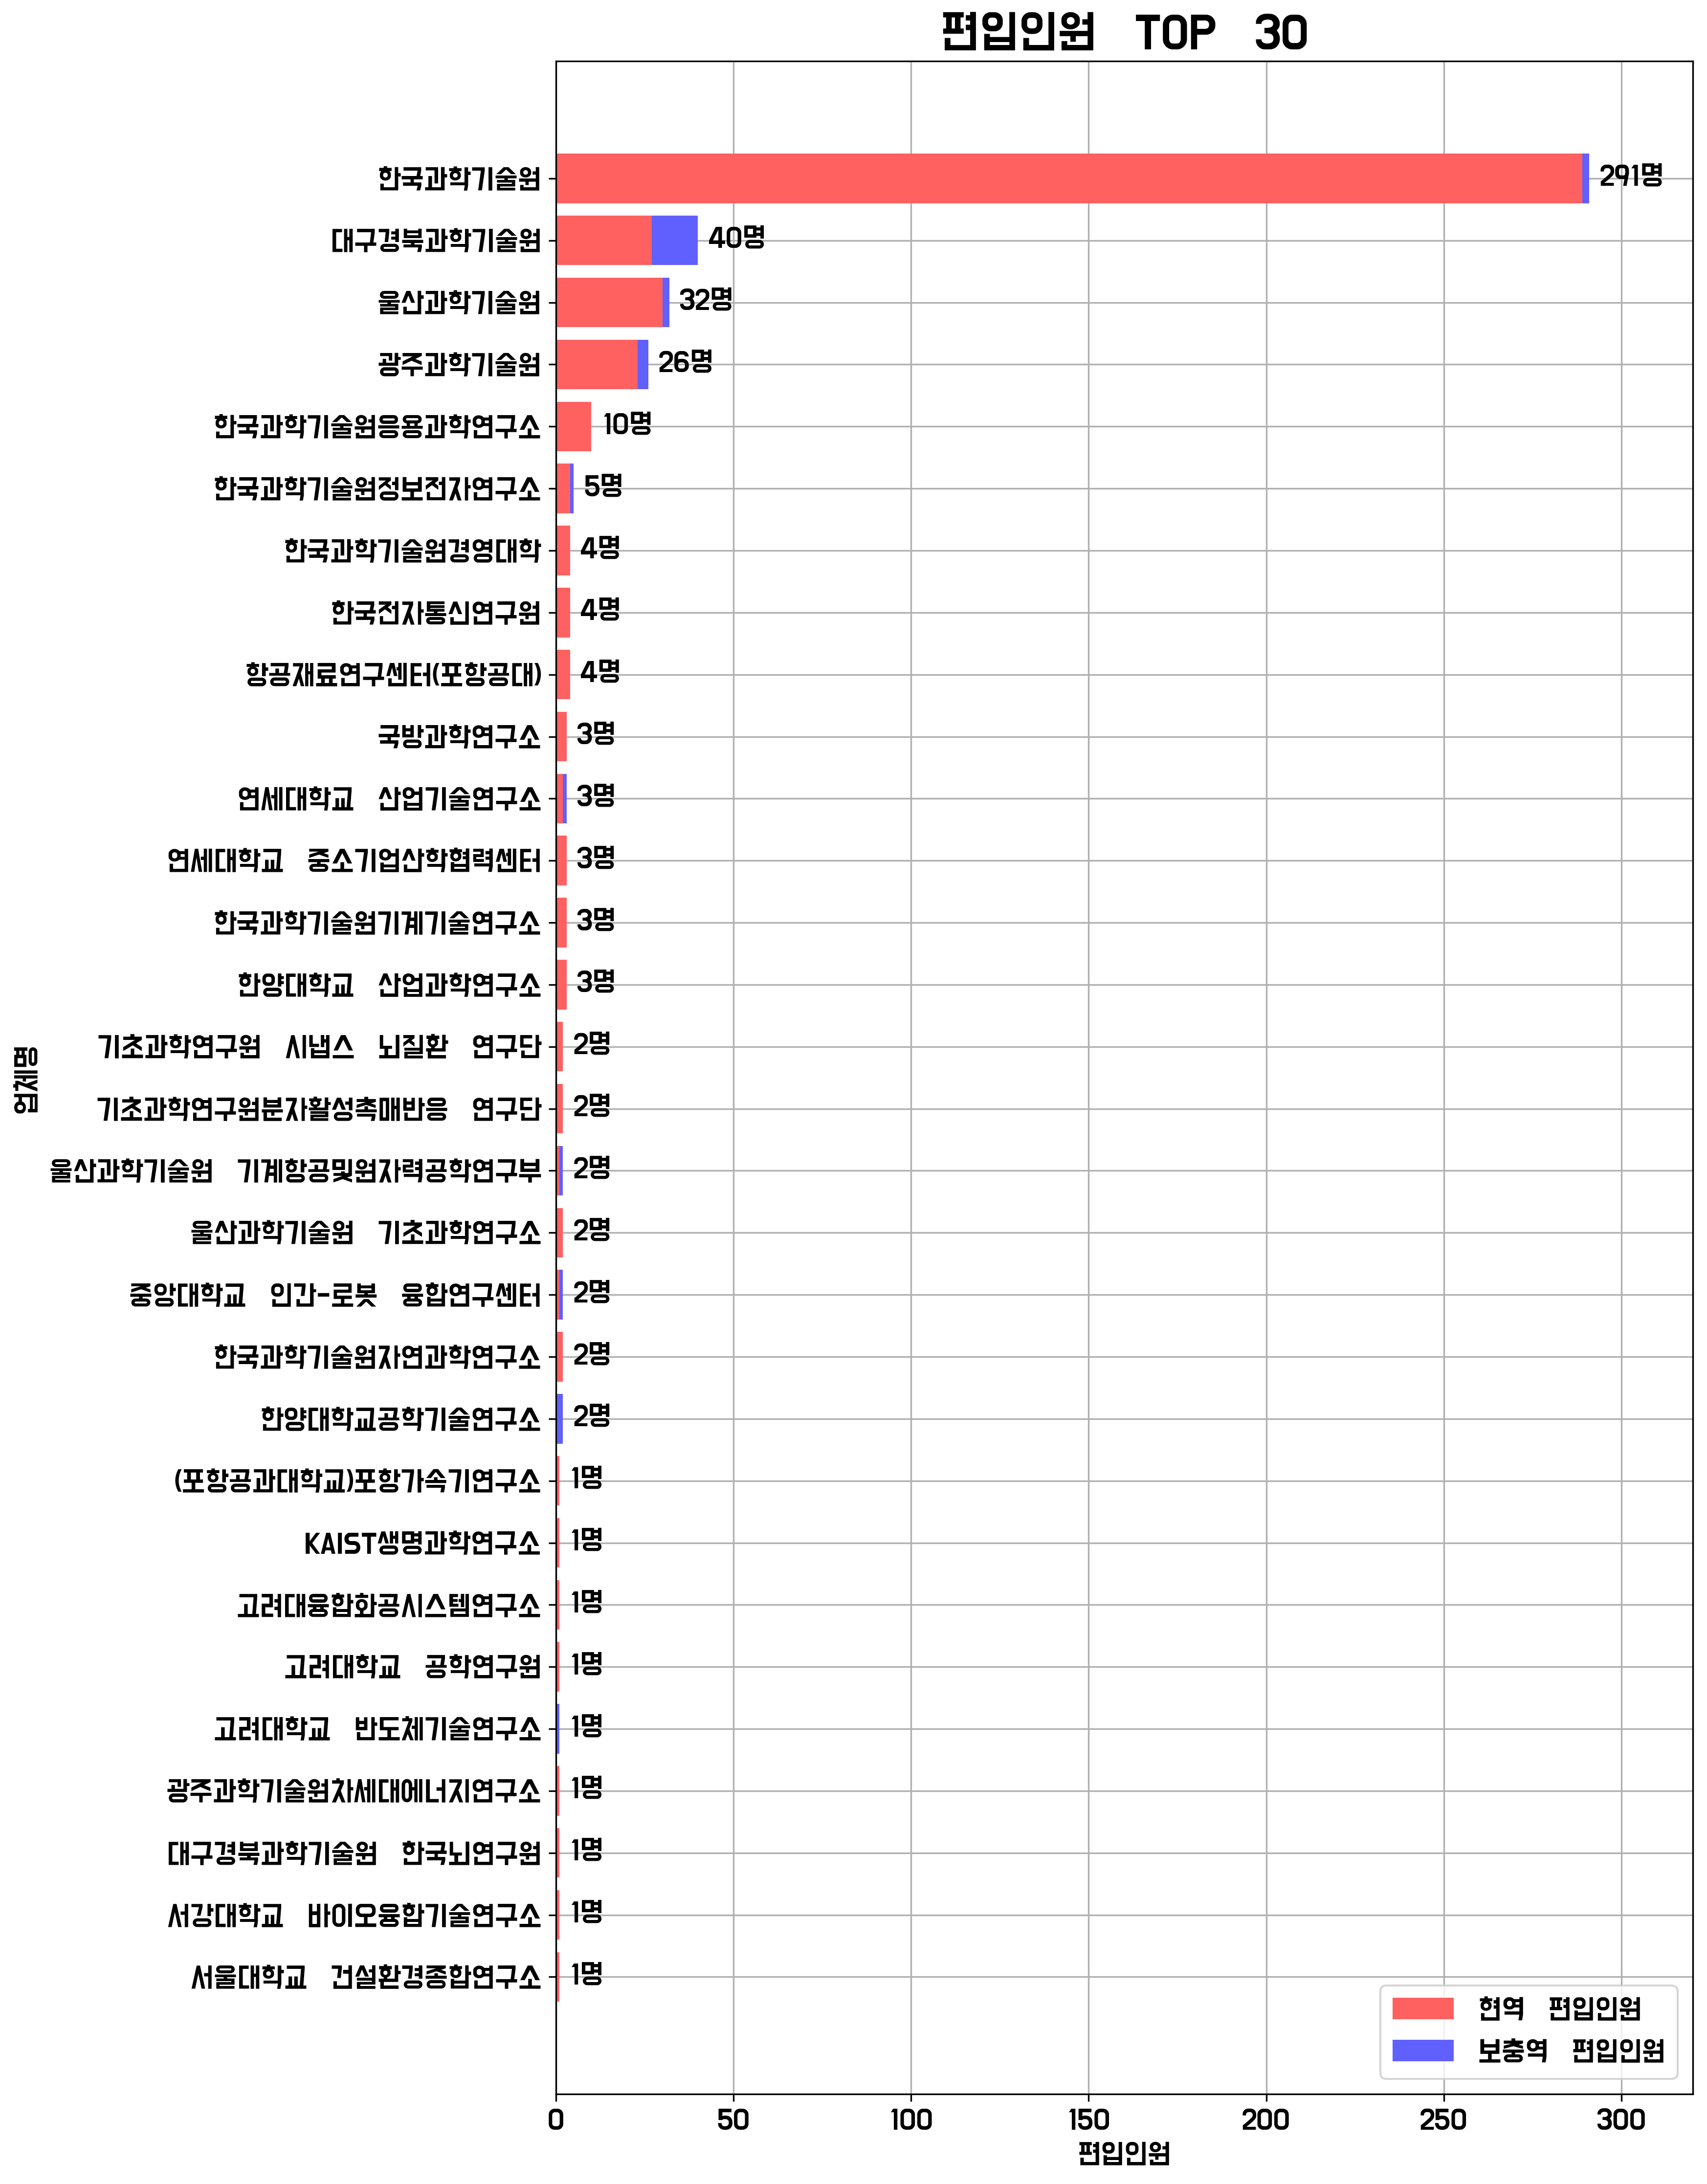 편입인원 TOP 30
한국과학기술원 291명
대구경북과학기술원 40명
울산과학기술원 32명
광주과학기술원 26명
한국과학기술원응용과학연구소 10명
한국과학기술원정보전자연구소 5명
한국과학기술원경영대학 4명
한국전자통신연구원 4명
항공재료연구센터(포항공대) 4명
국방과학연구소 3명
연세대학교 산업기술연구소 3명
연세대학교 중소기업산학협력센터 3명
한국과학기술원기계기술연구소 3명
한양대학교 산업과학연구소 3명
기초과학연구원 시냅스 뇌질환 연구단 2명
기초과학연구원분자활성촉매반응 연구단 2명
울산과학기술원 기계항공및원자력공학연구부 2명
울산과학기술원 기초과학연구소 2명
중앙대학교 인간-로봇 융합연구센터 2명
한국과학기술원자연과학연구소 2명
한양대학교공학기술연구소 2명
(포항공과대학교)포항가속기연구소 1명
KAIST생명과학연구소 1명
고려대융합화공시스템연구소 1명
고려대학교 공학연구원 1명
고려대학교 반도체기술연구소 1명
광주과학기술원차세대에너지연구소 1명
대구경북과학기술원 한국뇌연구원 1명
서강대학교 바이오융합기술연구소 1명
서울대학교 건설환경종합연구소 1명
업체명
현역 편입인원
보충역 편입인원
0 50 100 150 200 250 300
편입인원